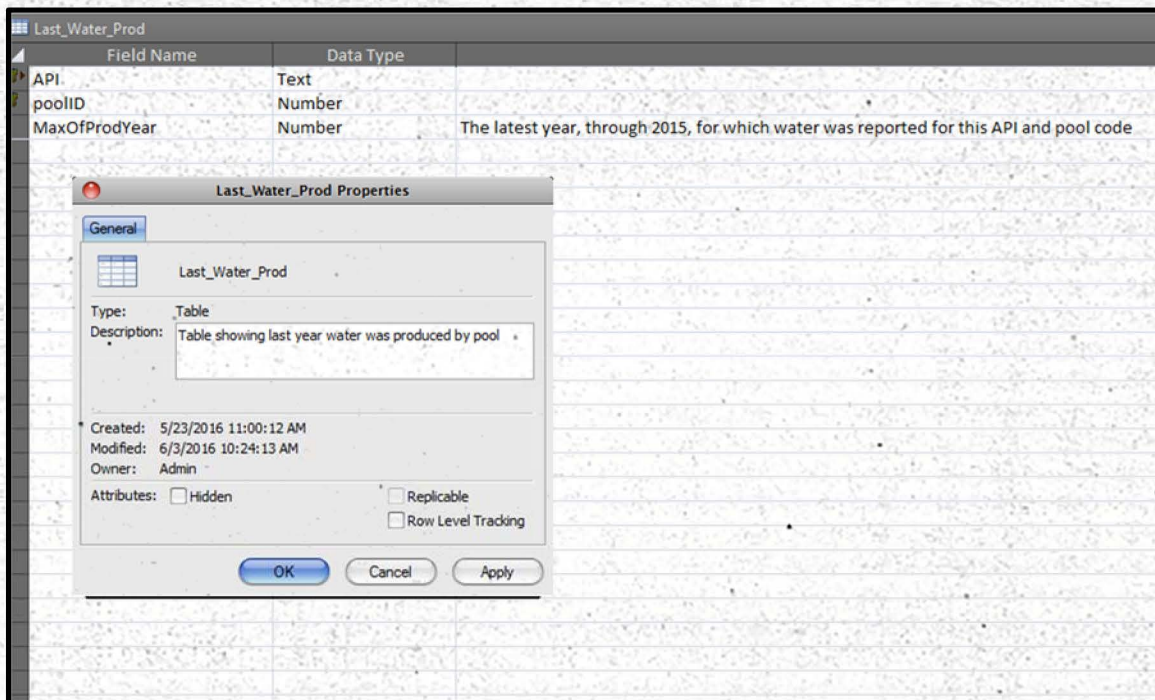 Last_Water_Prod
Field Name Data Type
API Text
poolID Number
MaxOfProdYear Number The latest year, through 2015, for which water was reported for this API and pool code
Last_Water_Prod Properties
General
Last_Water_Prod
Type: Table
Description: Table showing last year water was produced by pool
Created: 5/23/2016 11:00:12 AM
Modified: 6/3/2016 10:24:13 AM
Owner: Admin
Attributes: Hidden Replicable
Row Level Tracking
OK Cancel Apply